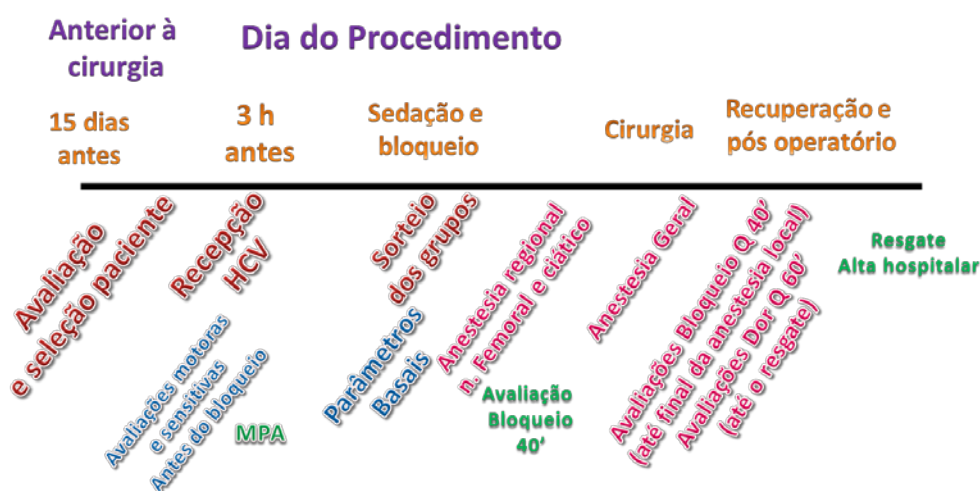 Anterior à
cirurgia
Dia do Procedimento
15 dias
antes
3 h
antes
Sedação e
bloqueio
Cirurgia
Recuperação e
pós operatório
Avaliação
e seleção paciente
Recepção
HCV
Avaliações motoras
e sensitivas
Antes do bloqueio
MPA
Sorteio
dos grupos
Parâmetros
Basais
Anestesia regional
n. Femoral e ciático
Avaliação
Bloqueio
40’
Anestesia Geral
Avaliações Bloqueio Q 40’
(até final da anestesia local)
Avaliações Dor Q 60’
(até o resgate)
Resgate
Alta hospitalar